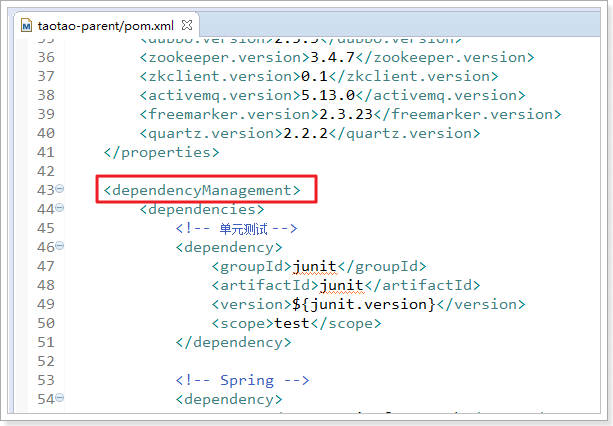 taotao-parent/pom.xml
35 <dubbo.version>2.5.3</dubbo.version>
36 <zookeeper.version>3.4.7</zookeeper.version>
37 <zkclient.version>0.1</zkclient.version>
38 <activemq.version>5.13.0</activemq.version>
39 <freemarker.version>2.3.23</freemarker.version>
40 <quartz.version>2.2.2</quartz.version>
41 </properties>
42
43 <dependencyManagement>
44 <dependencies>
45 <!-- 单元测试 -->
46 <dependency>
47 <groupId>junit</groupId>
48 <artifactId>junit</artifactId>
49 <version>${junit.version}</version>
50 <scope>test</scope>
51 </dependency>
52
53 <!-- Spring -->
54 <dependency>